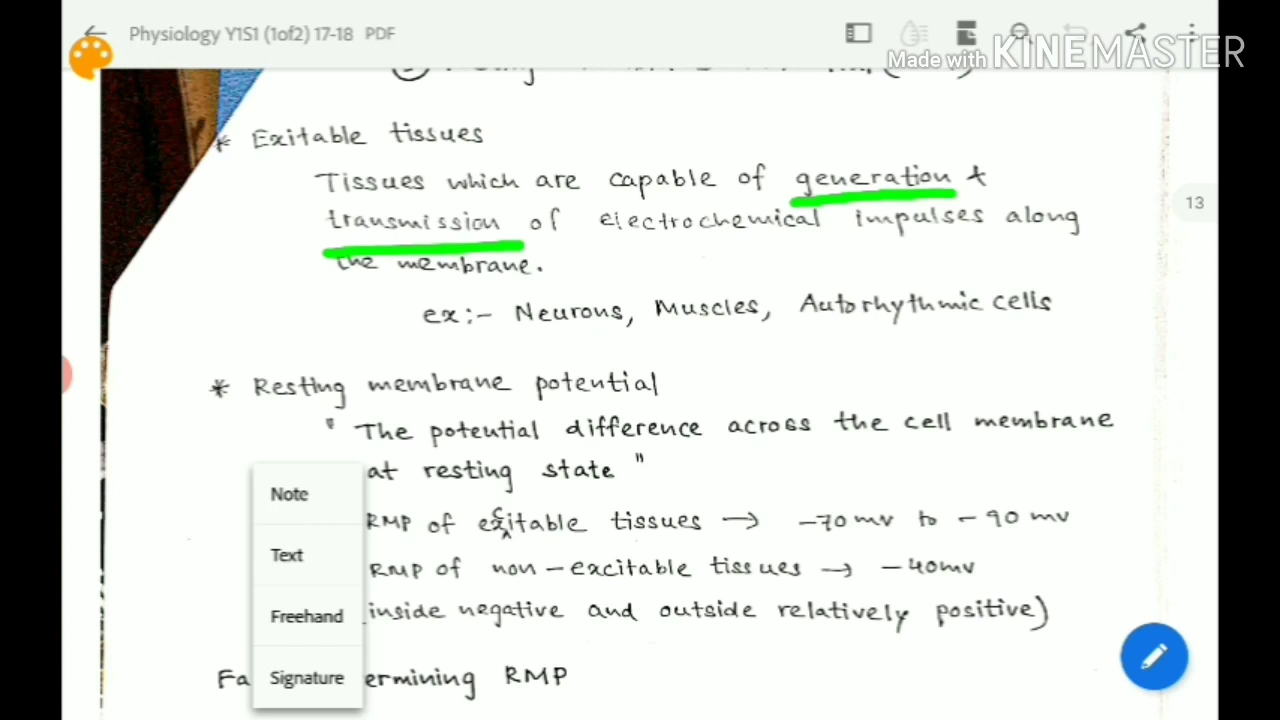 Physiology Y1S1 (1of2) 17-18 PDF
Made with KINEMASTER
* Exitable tissues
Tissues which are capable of generation +
transmission of electrochemical impulses along
the membrane.
13
ex:- Neurons, Muscles, Autorhythmic cells
* Resting membrane potential
" The potential difference across the cell membrane
at resting state "
RMP of excitable tissues → -70mv to -90 mv
RMP of non-excitable tissues → -40mv
inside negative and outside relatively positive)
Fa ermining RMP
Note
Text
Freehand
Signature